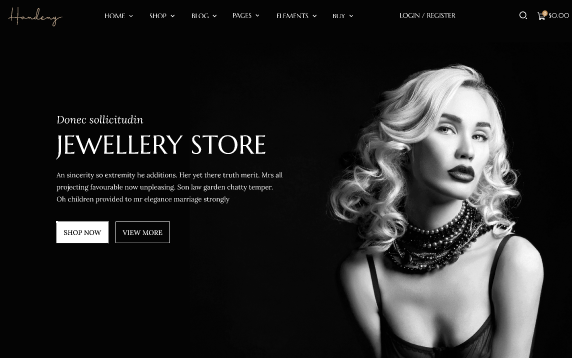 Handeny
HOME SHOP BLOG PAGES ELEMENTS BUY LOGIN / REGISTER $0.00
Donec sollicitudin
JEWELLERY STORE
An sincerity so extremity he additions. Her yet there truth merit. Mrs all
projecting favourable now unpleasing. Son law garden chatty temper.
Oh children provided to mr elegance marriage strongly
SHOP NOW VIEW MORE